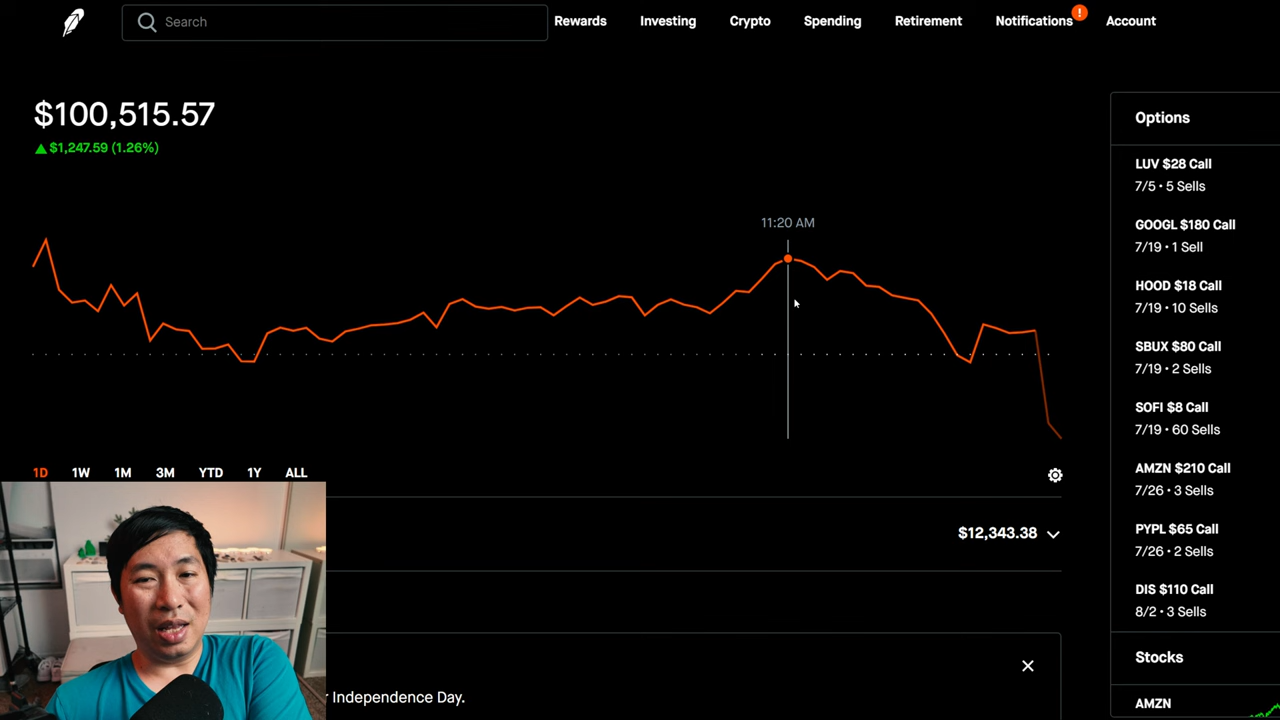 Search
Rewards
Investing
Crypto
Spending
Retirement
Notifications
!
Account
$100,515.57
$1,247.59 (1.26%)
11:20 AM
1D
1W
1M
3M
YTD
1Y
ALL
$12,343.38
Independence Day.
Options
LUV $28 Call
7/5 • 5 Sells
GOOGL $180 Call
7/19 • 1 Sell
HOOD $18 Call
7/19 • 10 Sells
SBUX $80 Call
7/19 • 2 Sells
SOFI $8 Call
7/19 • 60 Sells
AMZN $210 Call
7/26 • 3 Sells
PYPL $65 Call
7/26 • 2 Sells
DIS $110 Call
8/2 • 3 Sells
Stocks
AMZN